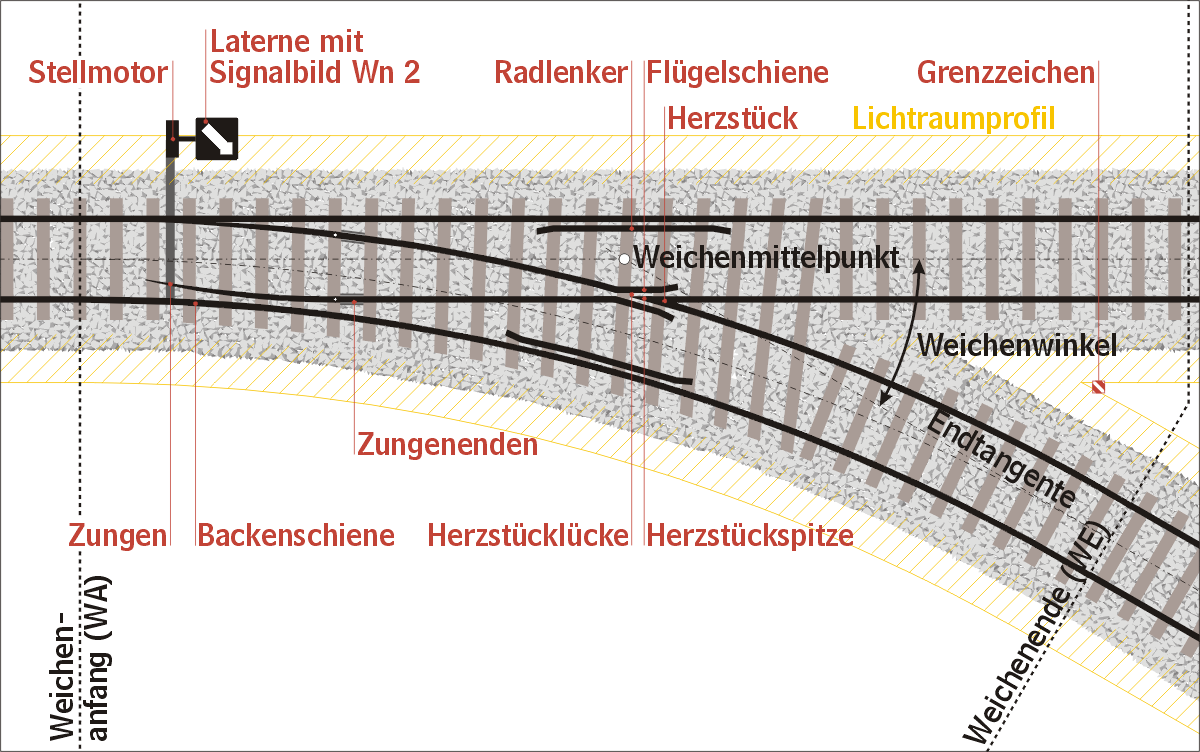 Laterne mit
Signalbild Wn 2
Stellmotor
Radlenker
Flügelschiene
Grenzzeichen
Herzstück
Lichtraumprofil
Weichenmittelpunkt
Weichenwinkel
Endtangente
Zungenenden
Zungen
Backenschiene
Herzstücklücke
Herzstückspitze
Weichen-
anfang (WA)
Weichenende (WE)